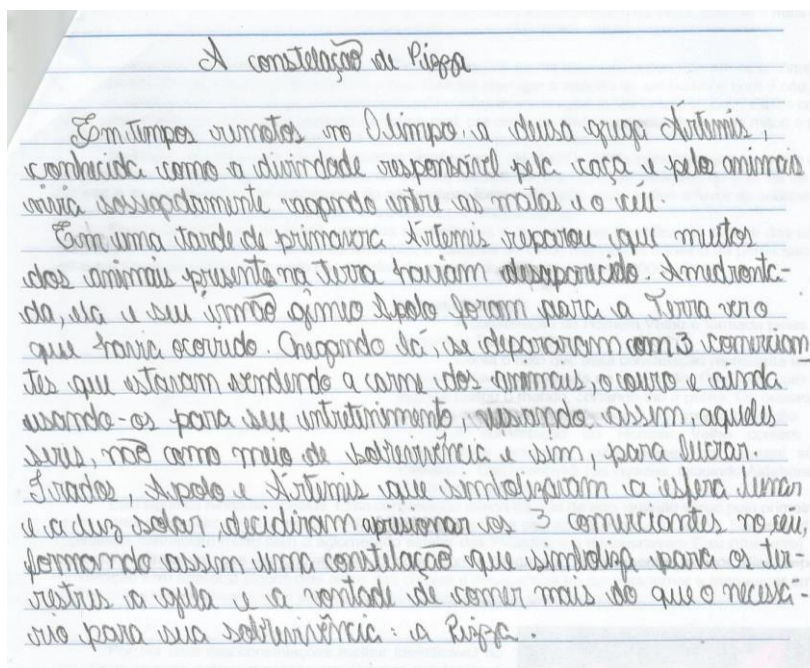 A constelação de Pizza
Em tempos remotos no Olimpo, a deusa grega Ártemis,
conhecida como a divindade responsável pela caça e pelos animais
vivia sossegadamente vagando entre as matas e o céu.
Em uma tarde de primavera Ártemis reparou que muitos
dos animais presente na terra haviam desaparecido. Amedronta-
da, ela e seu irmão gêmeo Apolo foram para a Terra ver o
que havia ocorrido. Chegando lá, se depararam com 3 comercian
tes que estavam vendendo a carne dos animais, o couro e ainda
usando-os para seu entretenimento, usando assim, aqueles
seres, não como meio de sobrevivência e sim, para lucrar.
Irados, Apolo e Ártemis que simbolizaram a esfera lunar
e a luz solar, decidiram aprisionar os 3 comerciantes no céu,
formando assim uma constelação que simboliza para os ter-
restres a gula e a vontade de comer mais do que o necessá-
rio para sua sobrevivência: a Pizza.